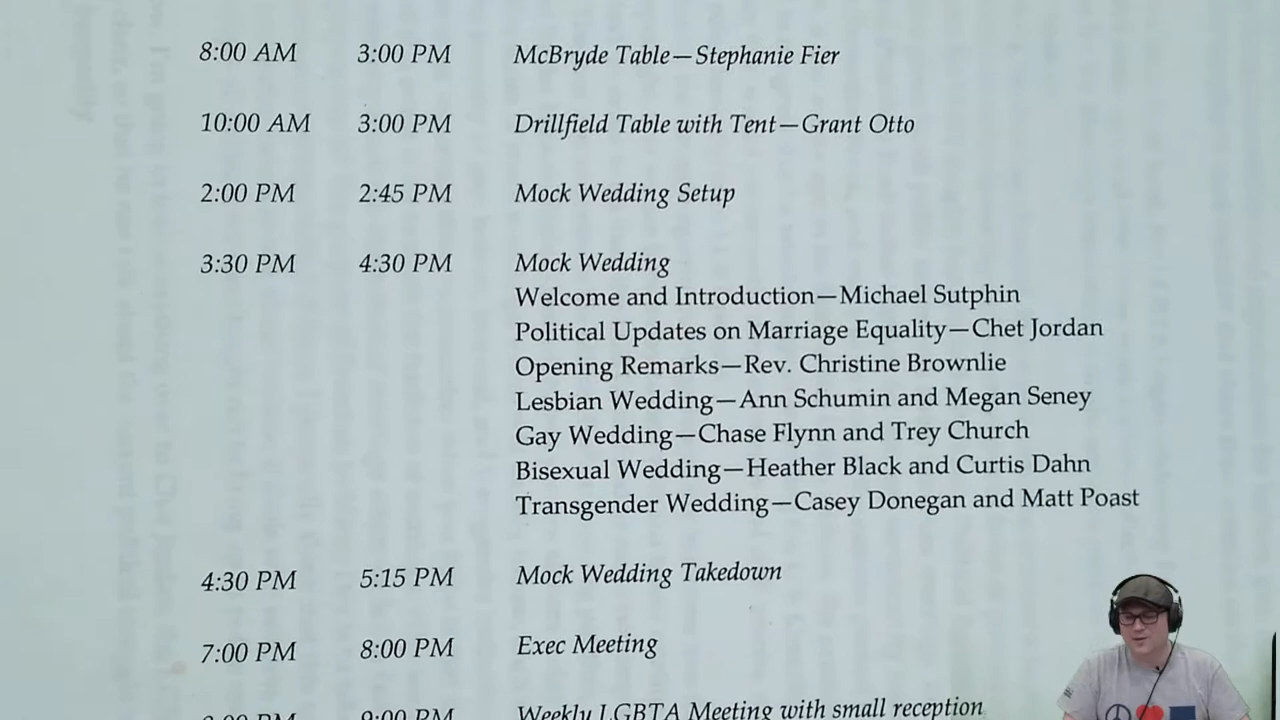 8:00 AM 3:00 PM McBryde Table—Stephanie Fier
10:00 AM 3:00 PM Drillfield Table with Tent—Grant Otto
2:00 PM 2:45 PM Mock Wedding Setup
3:30 PM 4:30 PM Mock Wedding
Welcome and Introduction—Michael Sutphin
Political Updates on Marriage Equality—Chet Jordan
Opening Remarks—Rev. Christine Brownlie
Lesbian Wedding—Ann Schumin and Megan Seney
Gay Wedding—Chase Flynn and Trey Church
Bisexual Wedding—Heather Black and Curtis Dahn
Transgender Wedding—Casey Donegan and Matt Poast
4:30 PM 5:15 PM Mock Wedding Takedown
7:00 PM 8:00 PM Exec Meeting
PM 9:00 PM Weekly LGBTA Meeting with small reception